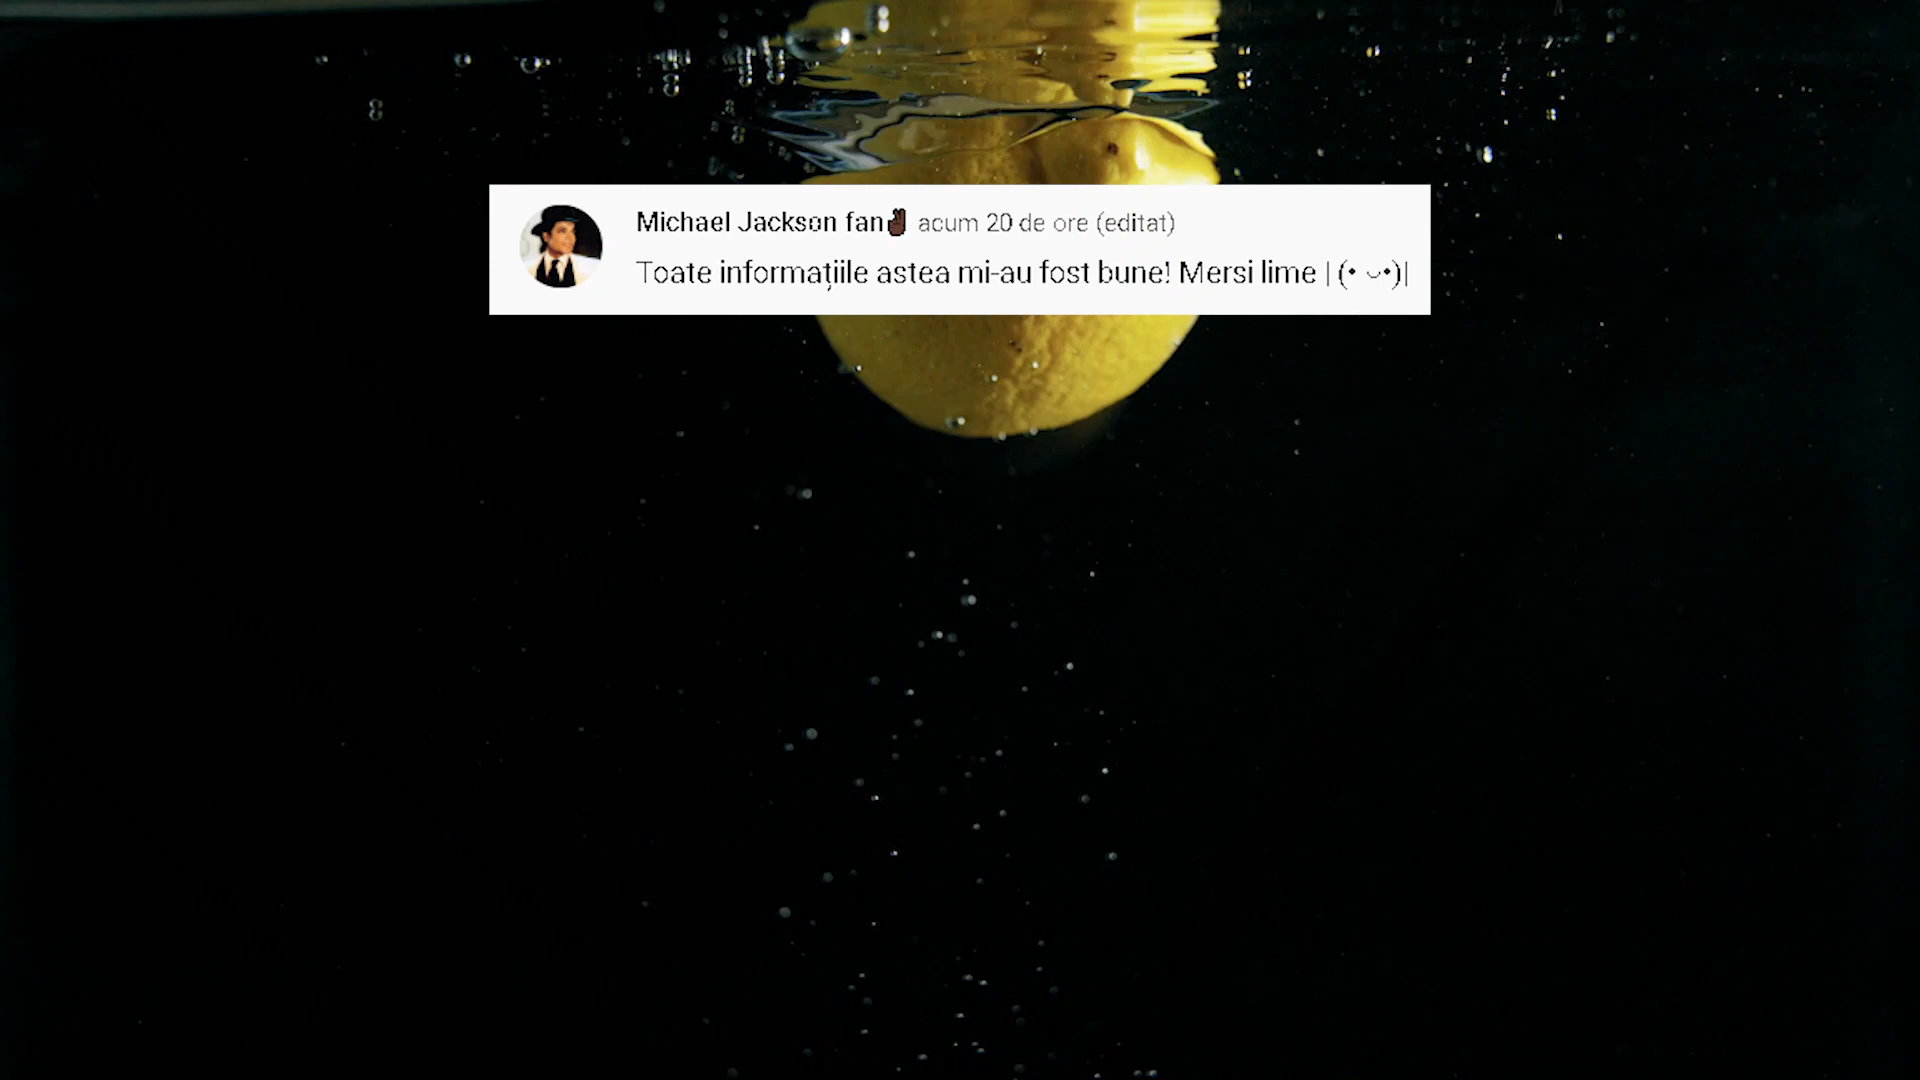 Michael Jackson fan✌🏿 acum 20 de ore (editat)
Toate informațiile astea mi-au fost bune! Mersi lime | (• ᴗ•)|